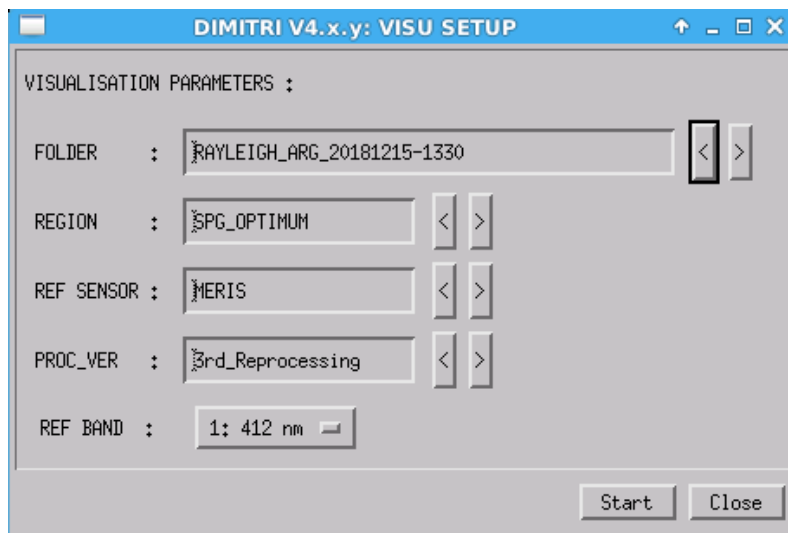 DIMITRI V4.x.y: VISU SETUP
VISUALISATION PARAMETERS :
FOLDER : RAYLEIGH_ARG_20181215-1330 < >
REGION : SPG_OPTIMUM < >
REF SENSOR : MERIS < >
PROC_VER : 3rd_Reprocessing < >
REF BAND : 1: 412 nm
Start Close